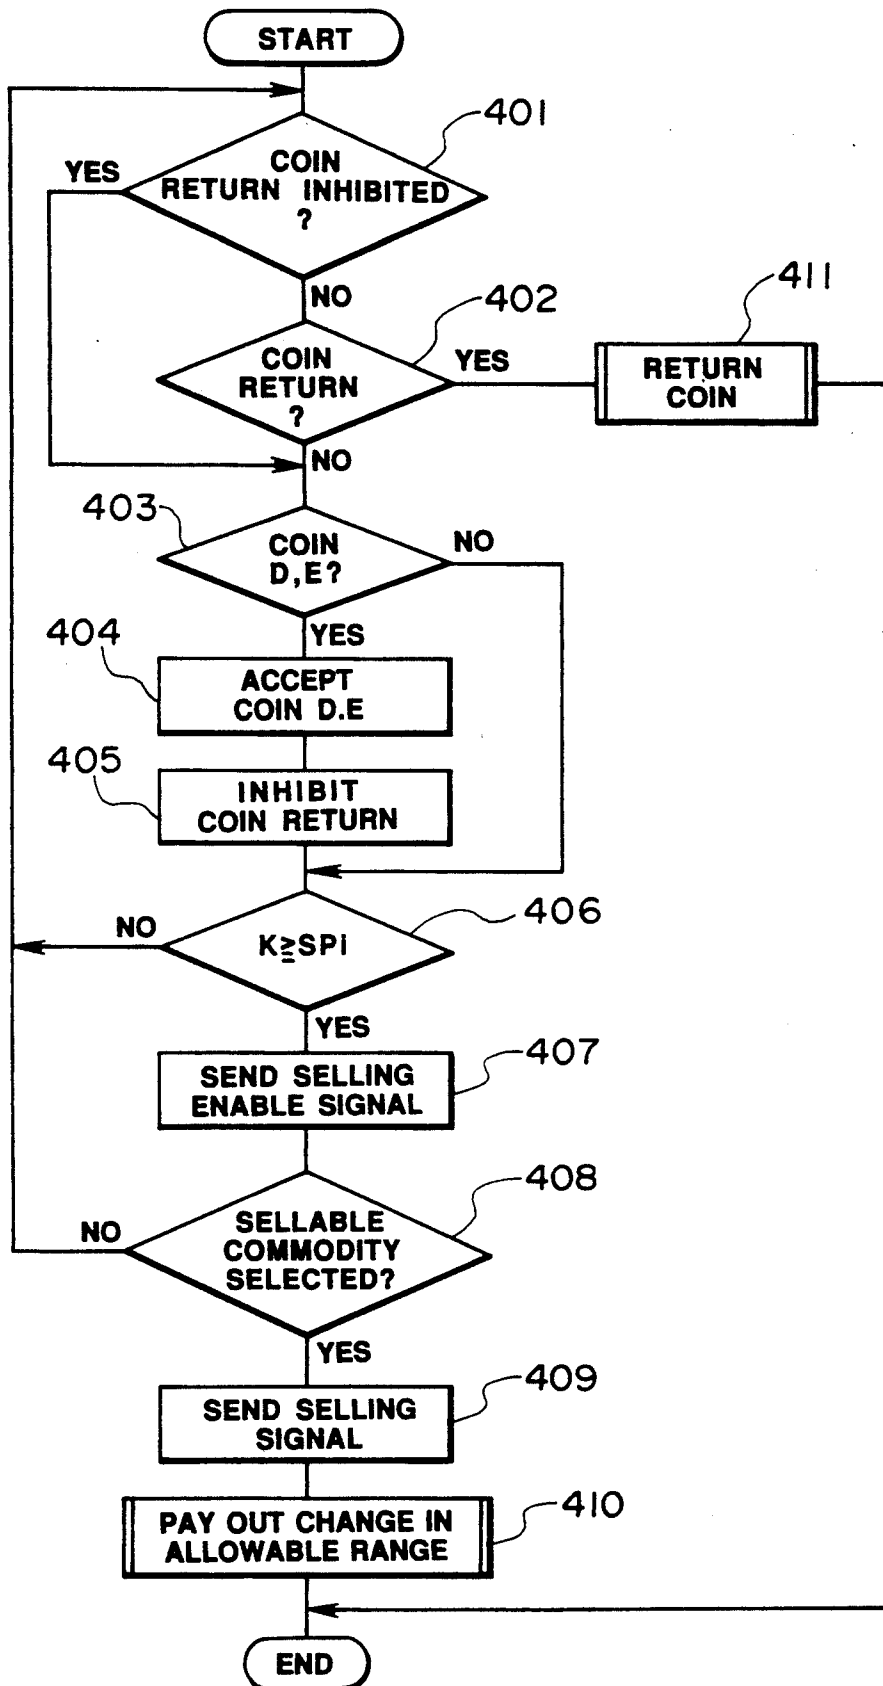 START
401
YES
COIN
RETURN INHIBITED
?
NO
402
411
COIN
RETURN
?
YES
RETURN
COIN
NO
403
COIN
D,E?
NO
YES
404
ACCEPT
COIN D.E
405
INHIBIT
COIN RETURN
406
NO
K≧SPi
YES
407
SEND SELLING
ENABLE SIGNAL
408
NO
SELLABLE
COMMODITY
SELECTED?
YES
409
SEND SELLING
SIGNAL
410
PAY OUT CHANGE IN
ALLOWABLE RANGE
END